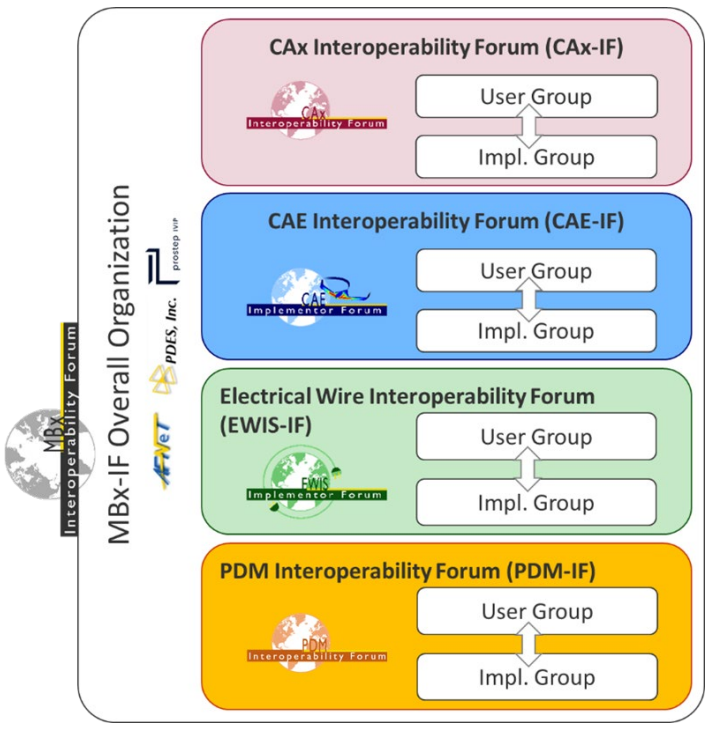 MBx
Interoperability Forum
MBx-IF Overall Organization
AFNeT
PDES, Inc.
prostep IVIP
CAx Interoperability Forum (CAx-IF)
CAx
Interoperability Forum
User Group
Impl. Group
CAE Interoperability Forum (CAE-IF)
CAE
Implementor Forum
User Group
Impl. Group
Electrical Wire Interoperability Forum
(EWIS-IF)
EWIS
Implementor Forum
User Group
Impl. Group
PDM Interoperability Forum (PDM-IF)
PDM
Interoperability Forum
User Group
Impl. Group